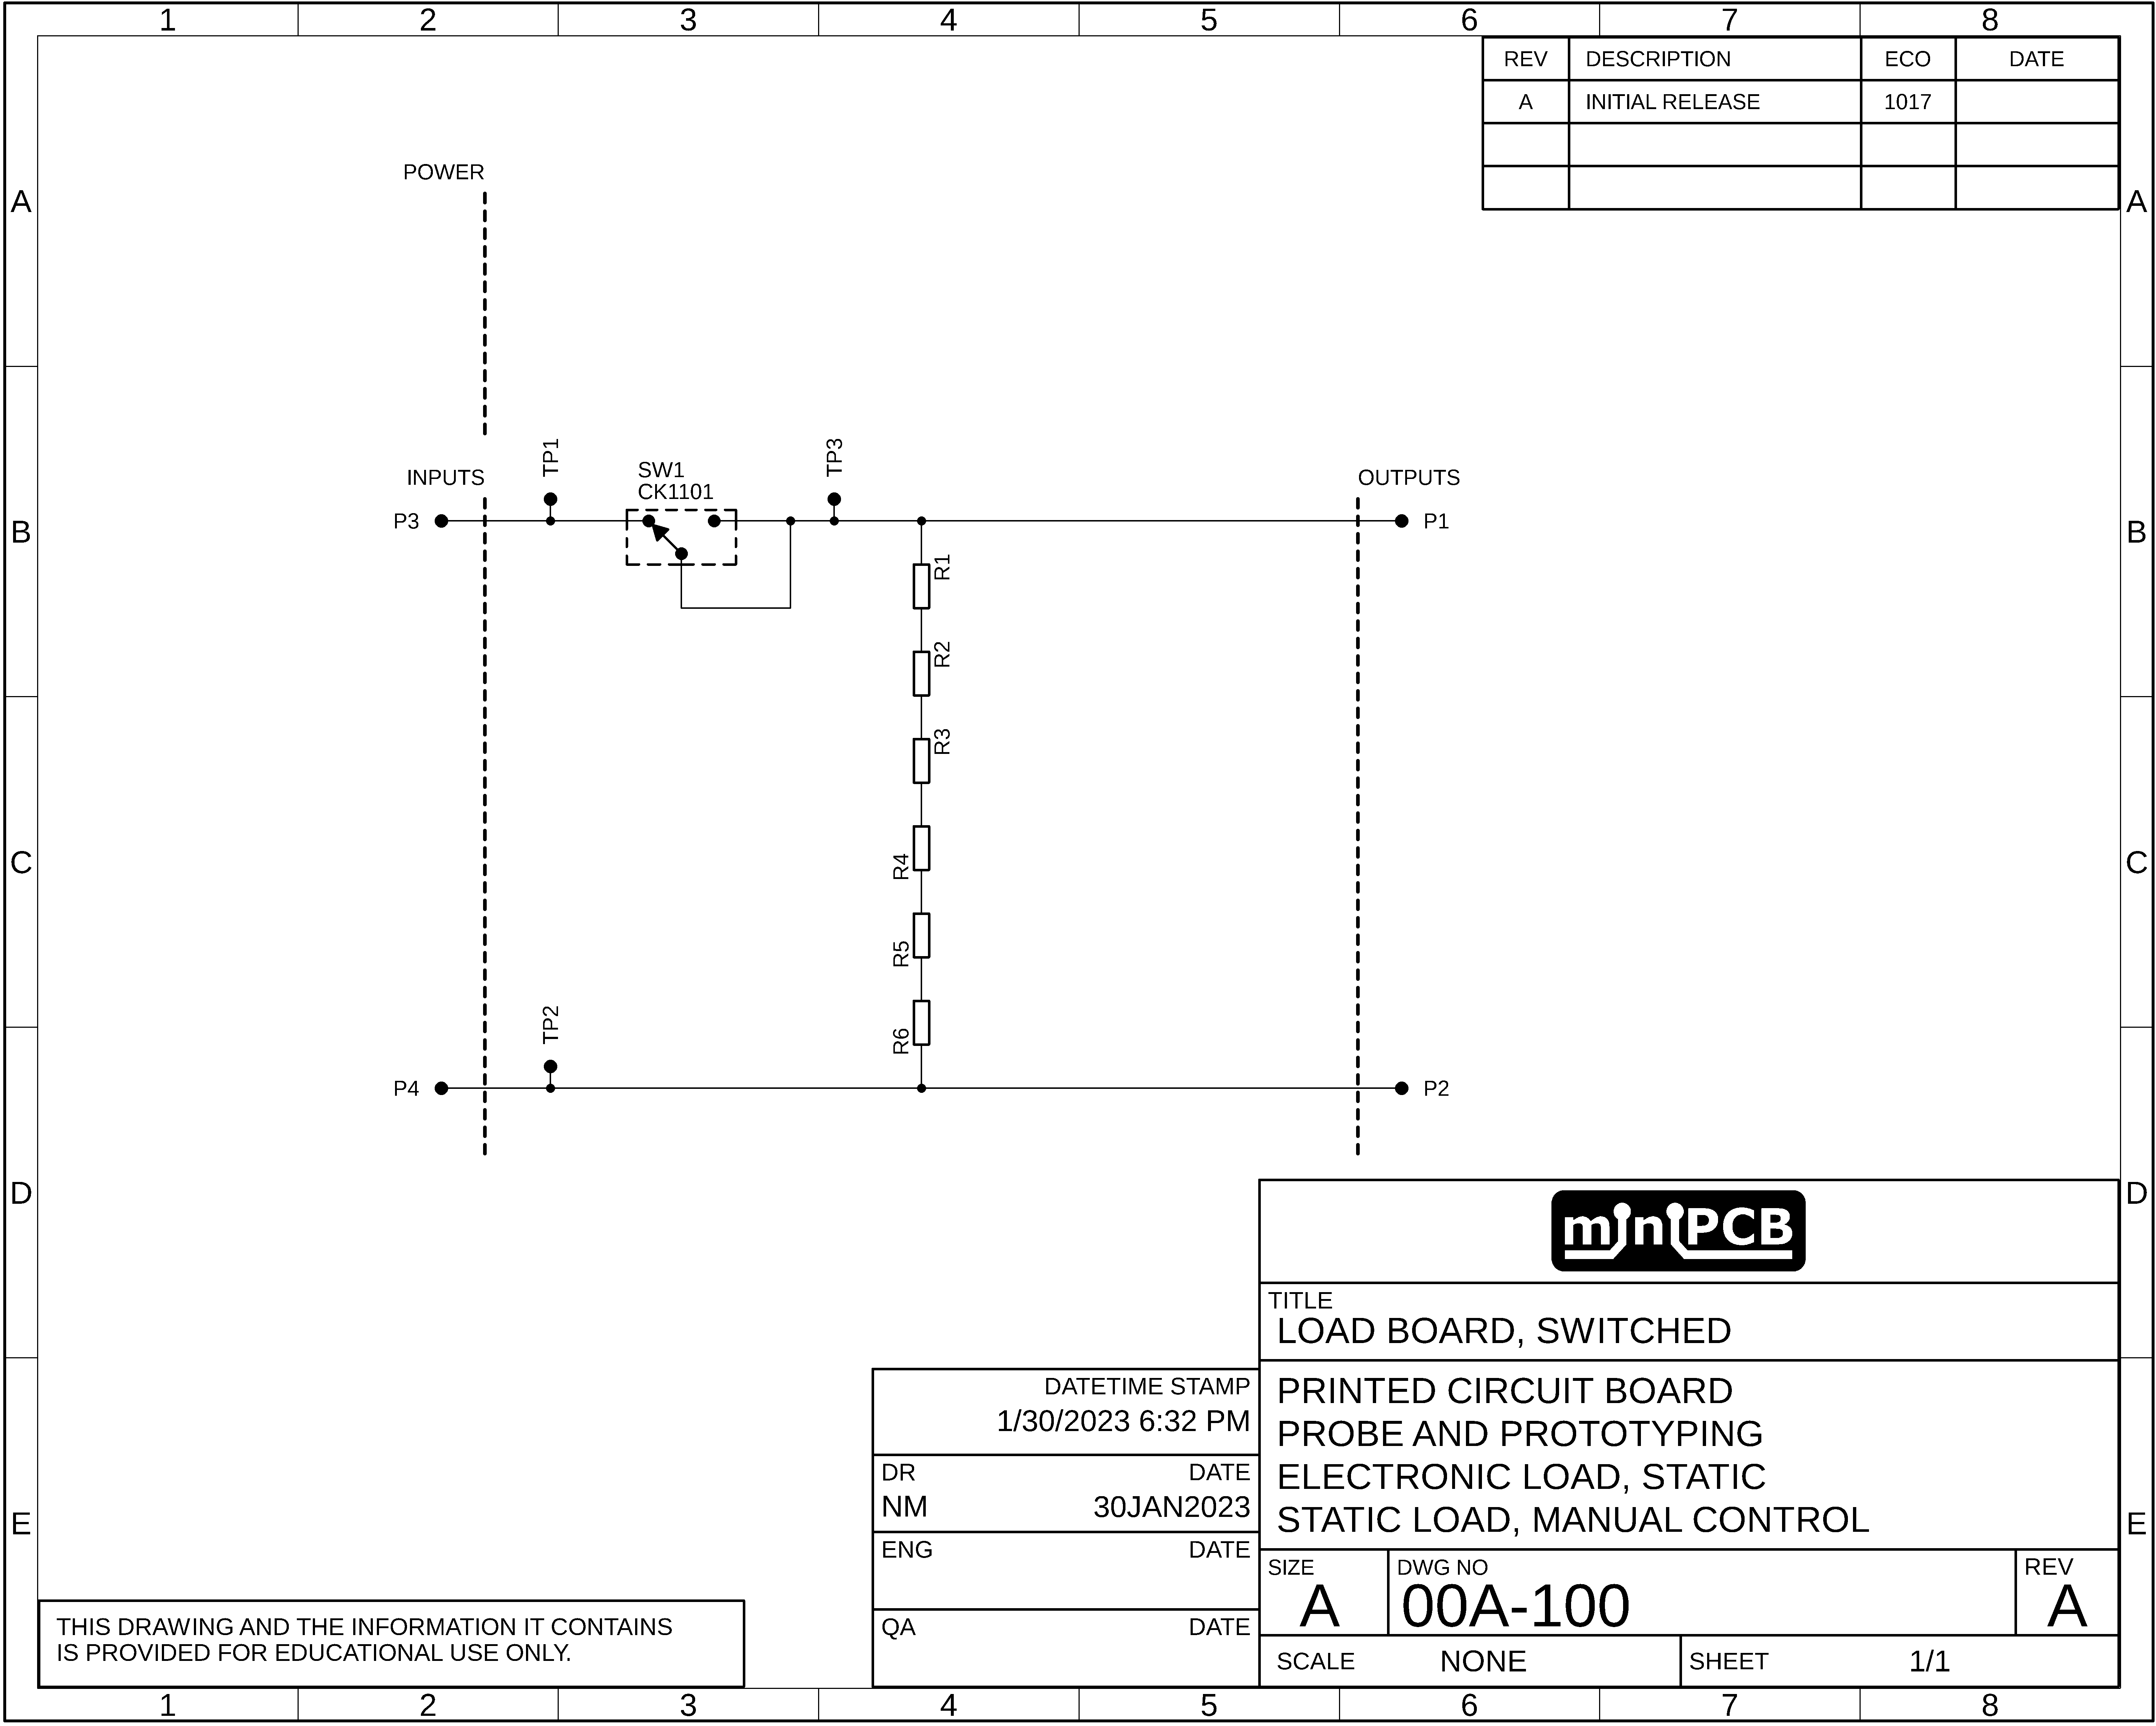 1 2 3 4 5 6 7 8
REV DESCRIPTION ECO DATE
A INITIAL RELEASE 1017
POWER
A A
INPUTS
TP1
SW1
CK1101
TP3
OUTPUTS
P3
P1
B B
R1
R2
R3
R4
C C
R5
R6
TP2
P4
P2
D D
miniPCB
TITLE
LOAD BOARD, SWITCHED
PRINTED CIRCUIT BOARD
PROBE AND PROTOTYPING
ELECTRONIC LOAD, STATIC
STATIC LOAD, MANUAL CONTROL
DATETIME STAMP
1/30/2023 6:32 PM
DR DATE
NM 30JAN2023
ENG DATE
QA DATE
E E
SIZE
A
DWG NO
00A-100
REV
A
SCALE NONE
SHEET 1/1
THIS DRAWING AND THE INFORMATION IT CONTAINS
IS PROVIDED FOR EDUCATIONAL USE ONLY.
1 2 3 4 5 6 7 8